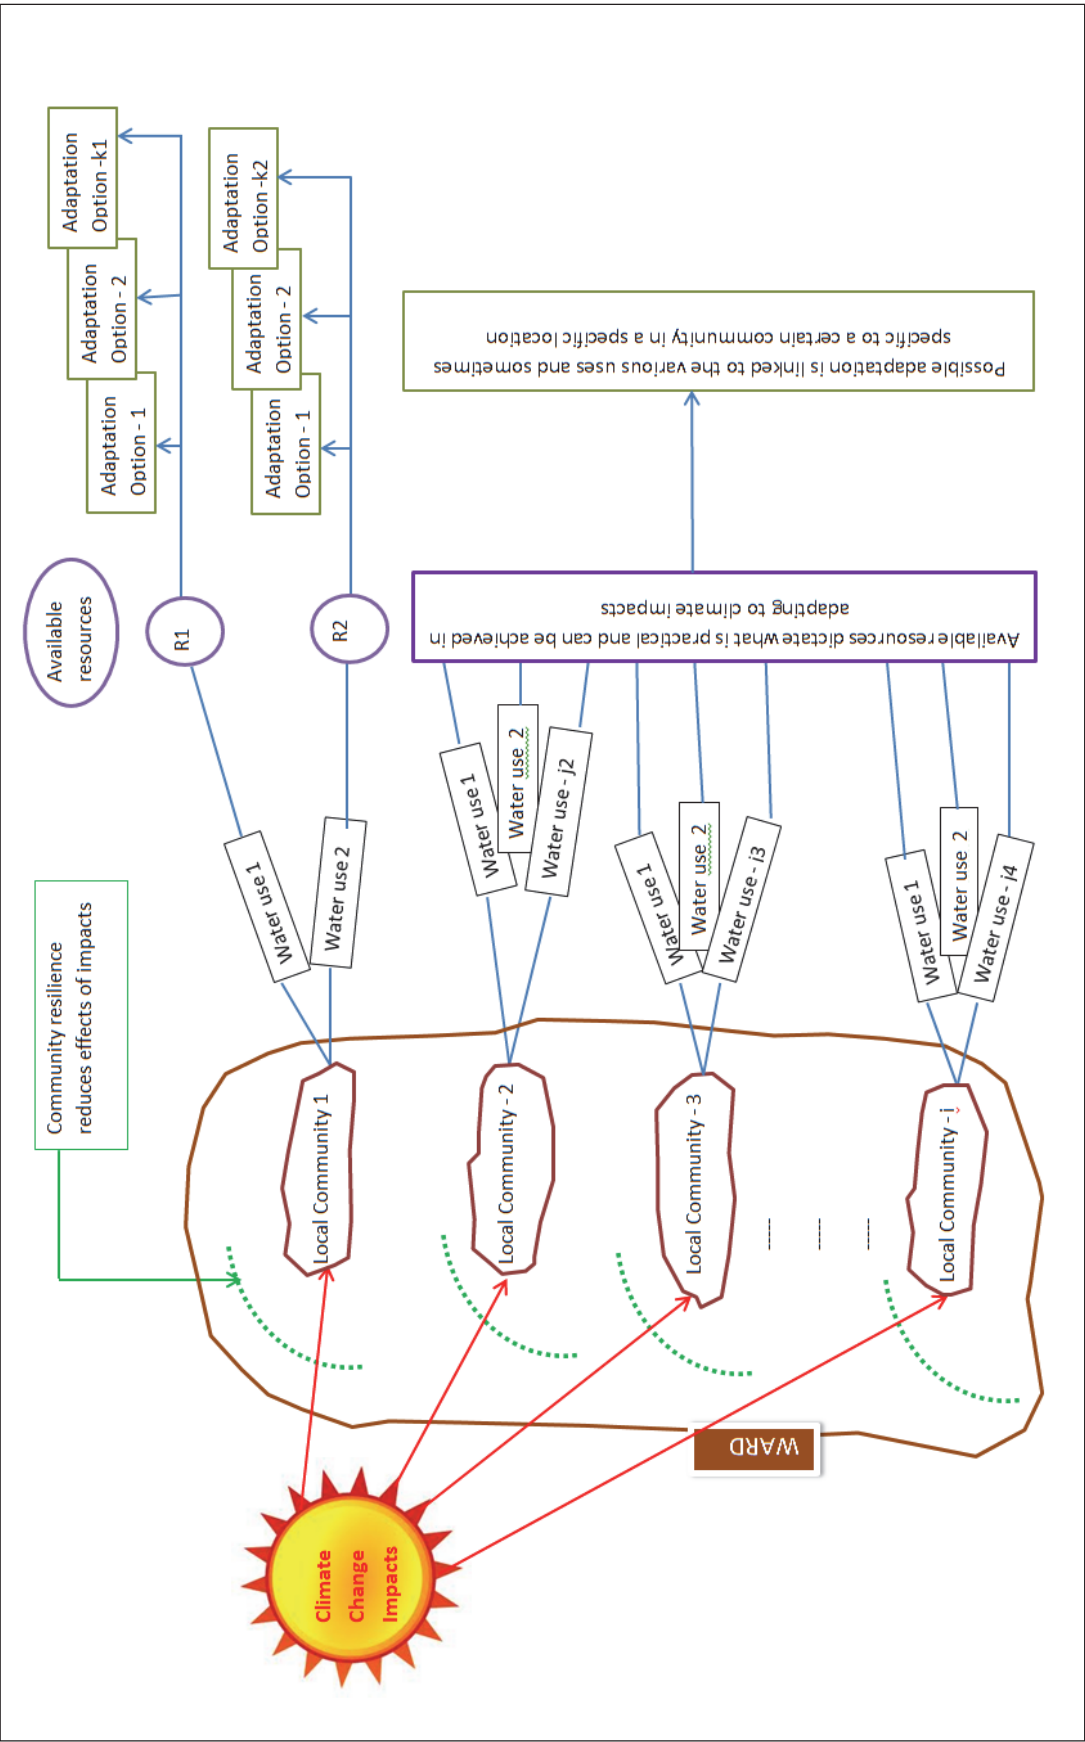 Climate
Change
Impacts
WARD
Community resilience
reduces effects of impacts
Local Community 1
Local Community - 2
Local Community - 3
-----
-----
-----
Local Community -i
Water use 1
Water use 2
Water use 1
Water use 2
Water use - j2
Water use 1
Water use 2
Water use - i3
Water use 1
Water use 2
Water use - i4
Available
resources
R1
R2
Available resources dictate what is practical and can be achieved in
adapting to climate impacts
Adaptation
Option - 1
Adaptation
Option - 2
Adaptation
Option -k1
Adaptation
Option - 1
Adaptation
Option - 2
Adaptation
Option -k2
Possible adaptation is linked to the various uses and sometimes
specific to a certain community in a specific location